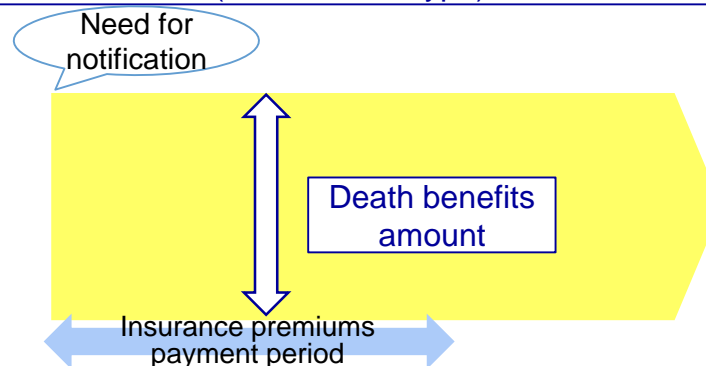 Need for
notification
Death benefits
amount
Insurance premiums
payment period